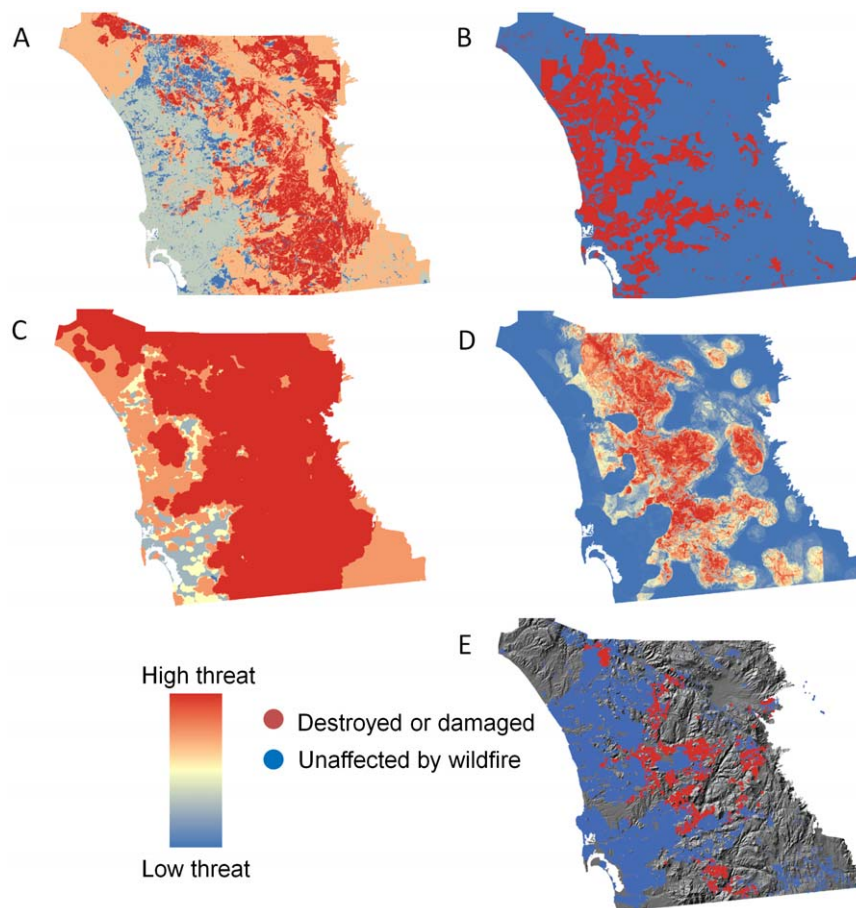 A
B
C
D
E
High threat
Low threat
Destroyed or damaged
Unaffected by wildfire